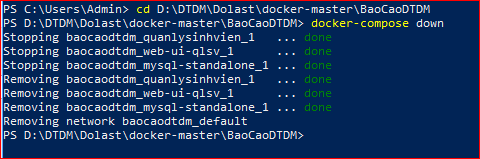 PS C:\Users\Admin> cd D:\DTDM\Dolast\docker-master\BaoCaoDTDM
PS D:\DTDM\Dolast\docker-master\BaoCaoDTDM> docker-compose down
Stopping baocaodtdm_quanlysinhvien_1 ... done
Stopping baocaodtdm_web-ui-qlsv_1 ... done
Stopping baocaodtdm_mysql-standalone_1 ... done
Removing baocaodtdm_quanlysinhvien_1 ... done
Removing baocaodtdm_web-ui-qlsv_1 ... done
Removing baocaodtdm_mysql-standalone_1 ... done
Removing network baocaodtdm_default
PS D:\DTDM\Dolast\docker-master\BaoCaoDTDM>